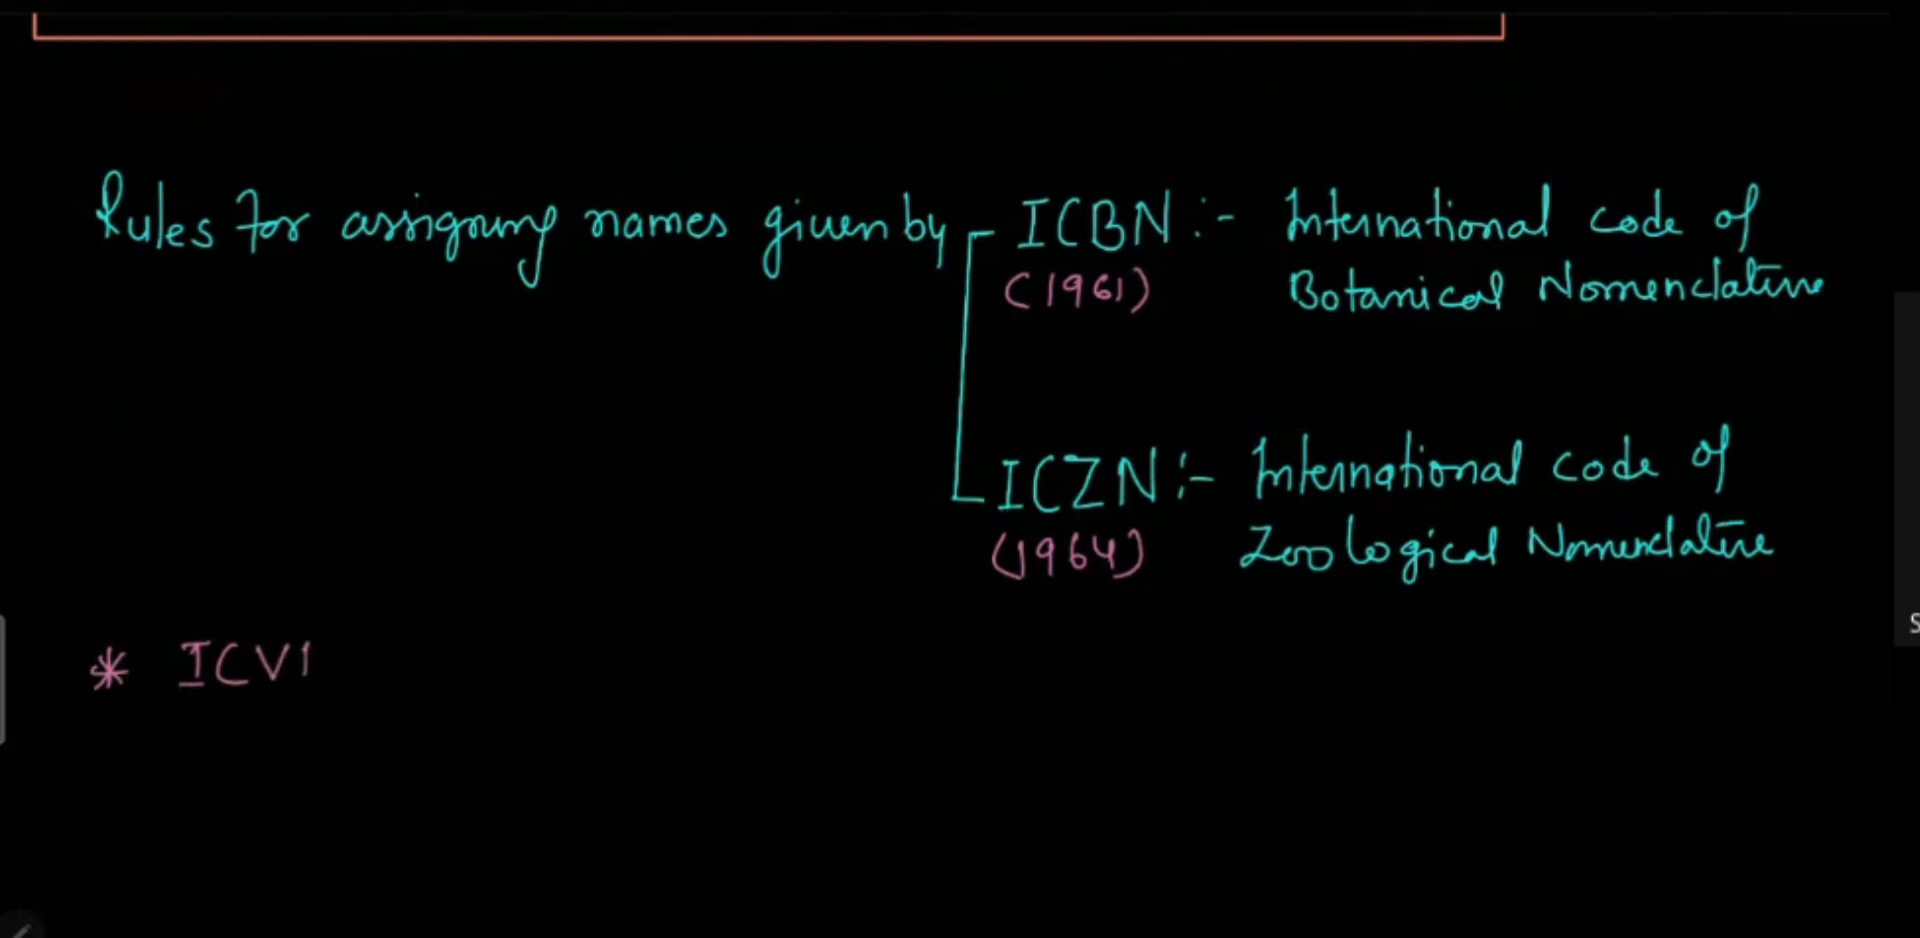 Rules for assigning names given by ICBN :- International code of
(1961) Botanical Nomenclature
ICZN :- International code of
(1964) Zoological Nomenclature
* ICVI
S